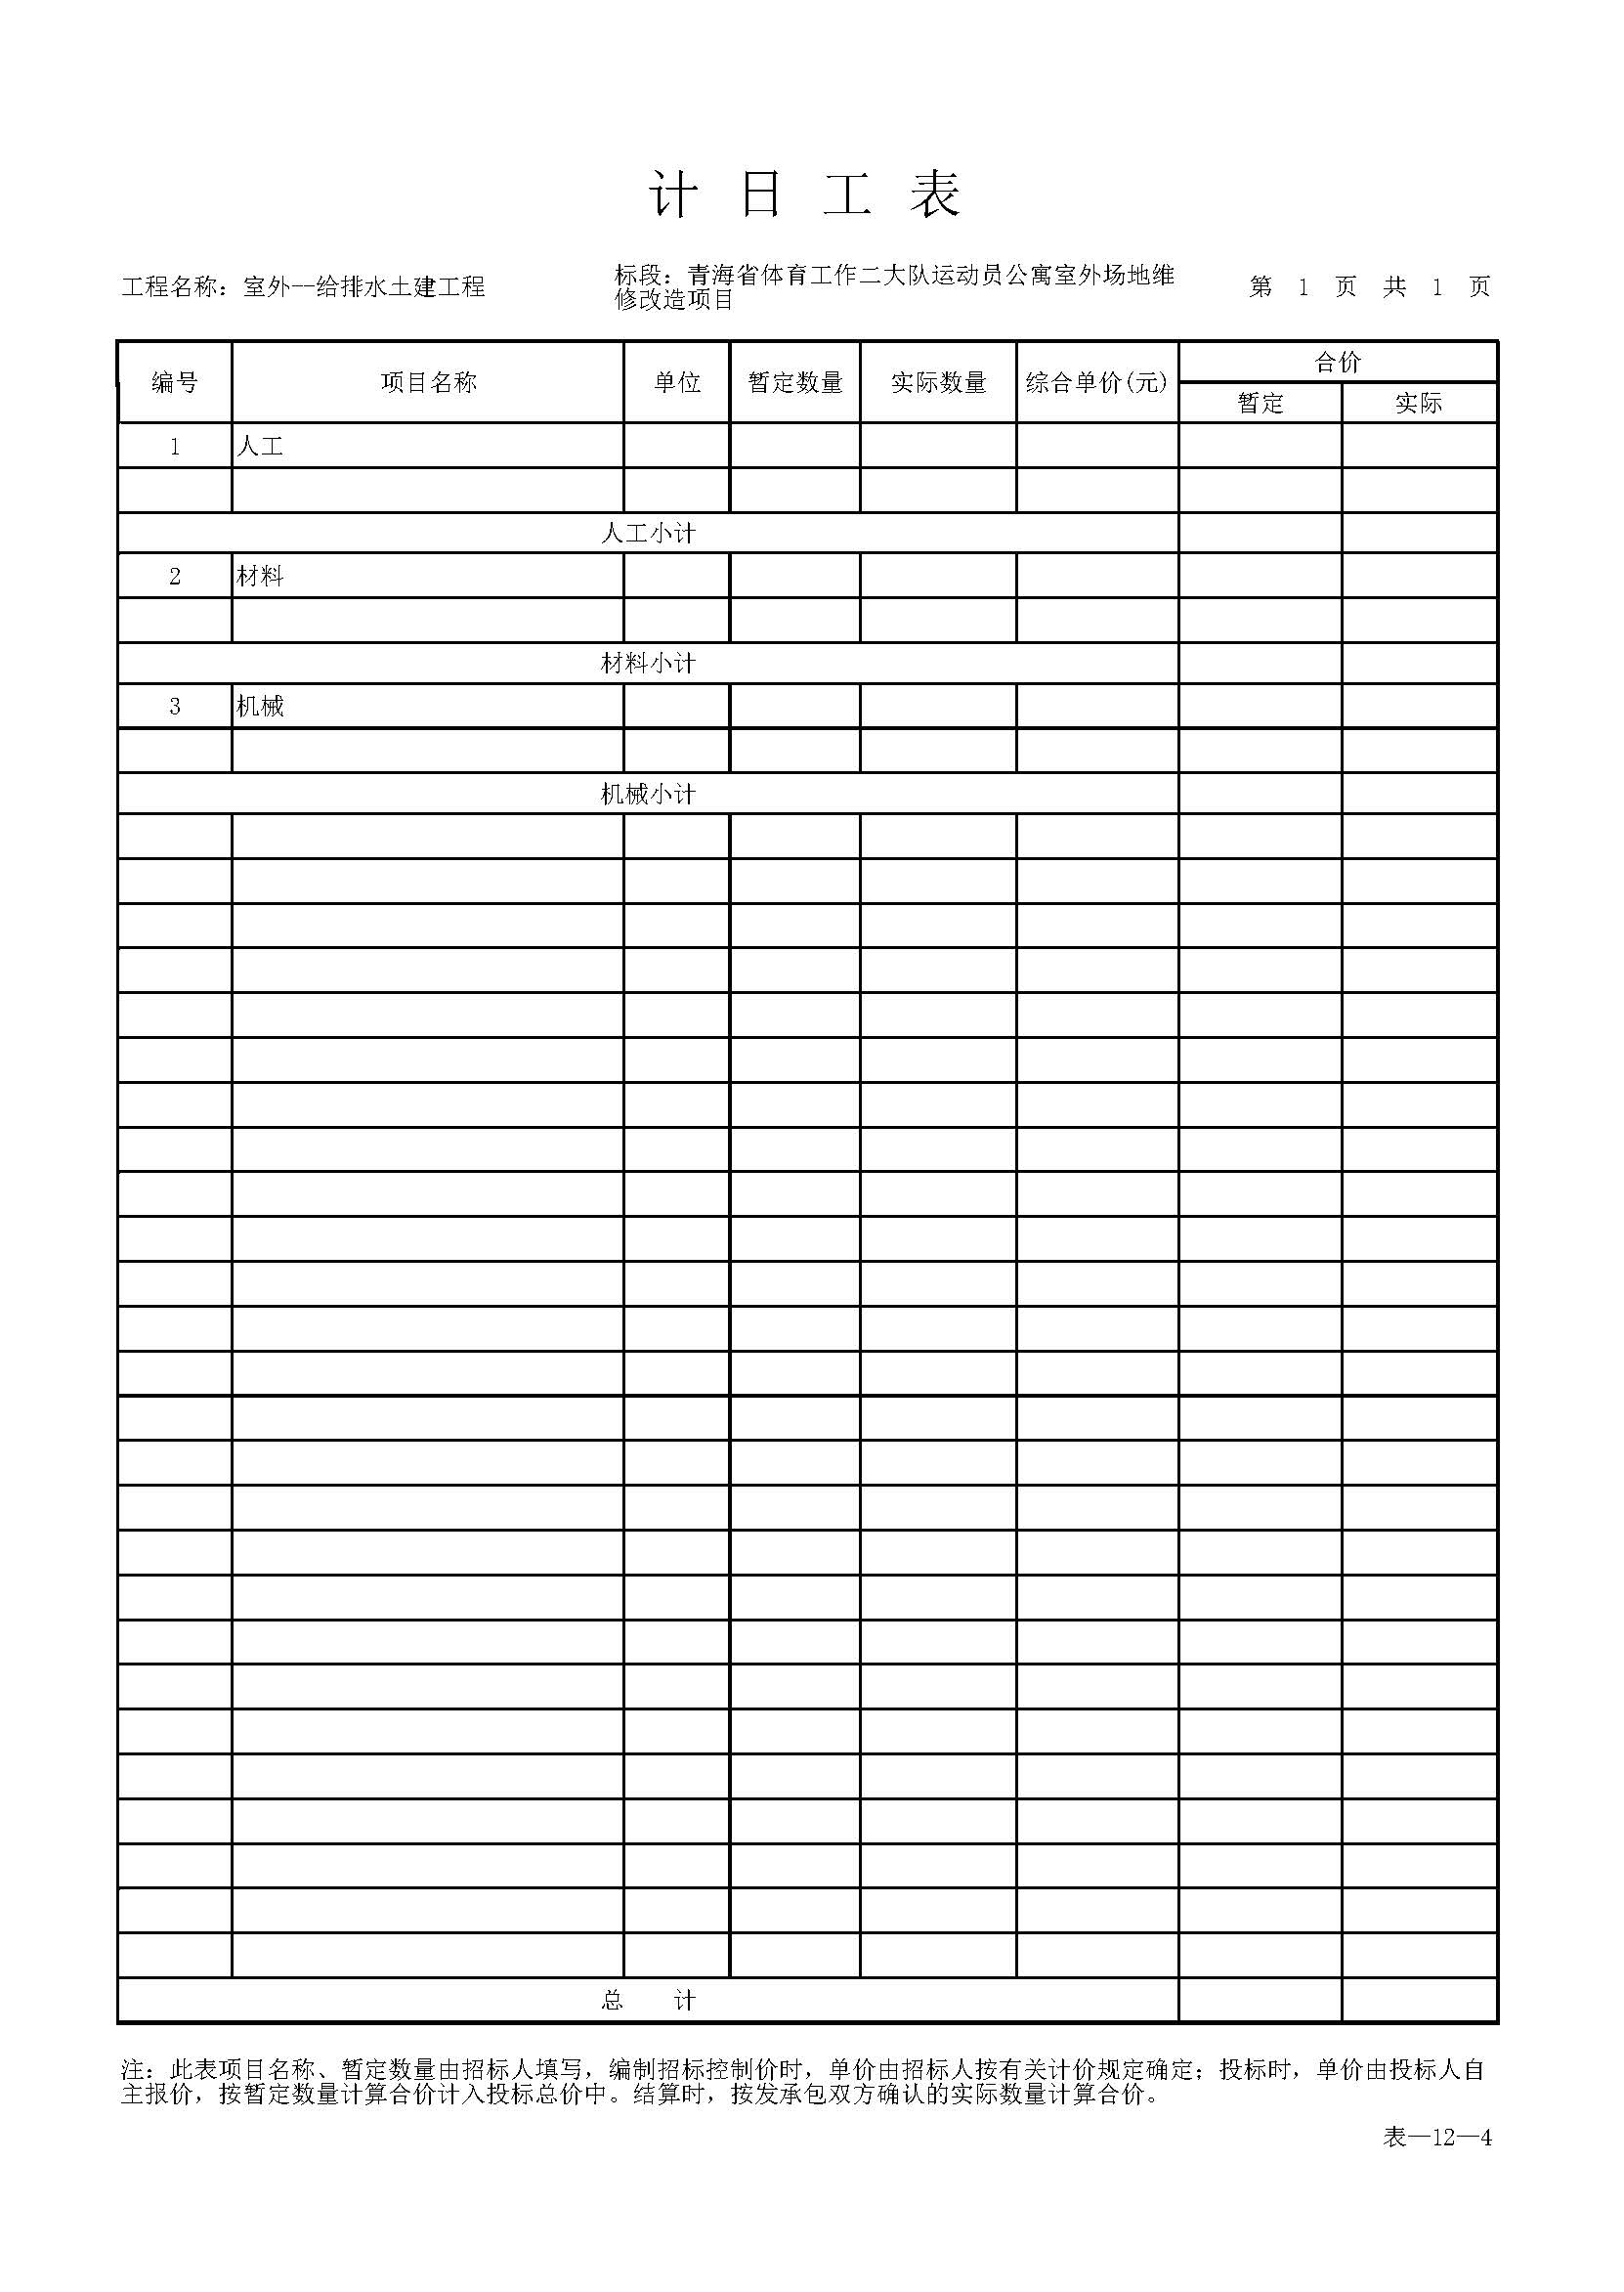 计 日 工 表
工程名称：室外--给排水土建工程
标段：青海省体育工作二大队运动员公寓室外场地维
修改造项目
第 1 页 共 1 页
编号 项目名称 单位 暂定数量 实际数量 综合单价(元) 合价
暂定 实际
1 人工
人工小计
2 材料
材料小计
3 机械
机械小计
总 计
注：此表项目名称、暂定数量由招标人填写，编制招标控制价时，单价由招标人按有关计价规定确定；投标时，单价由投标人自
主报价，按暂定数量计算合价计入投标总价中。结算时，按发承包双方确认的实际数量计算合价。
表—12—4